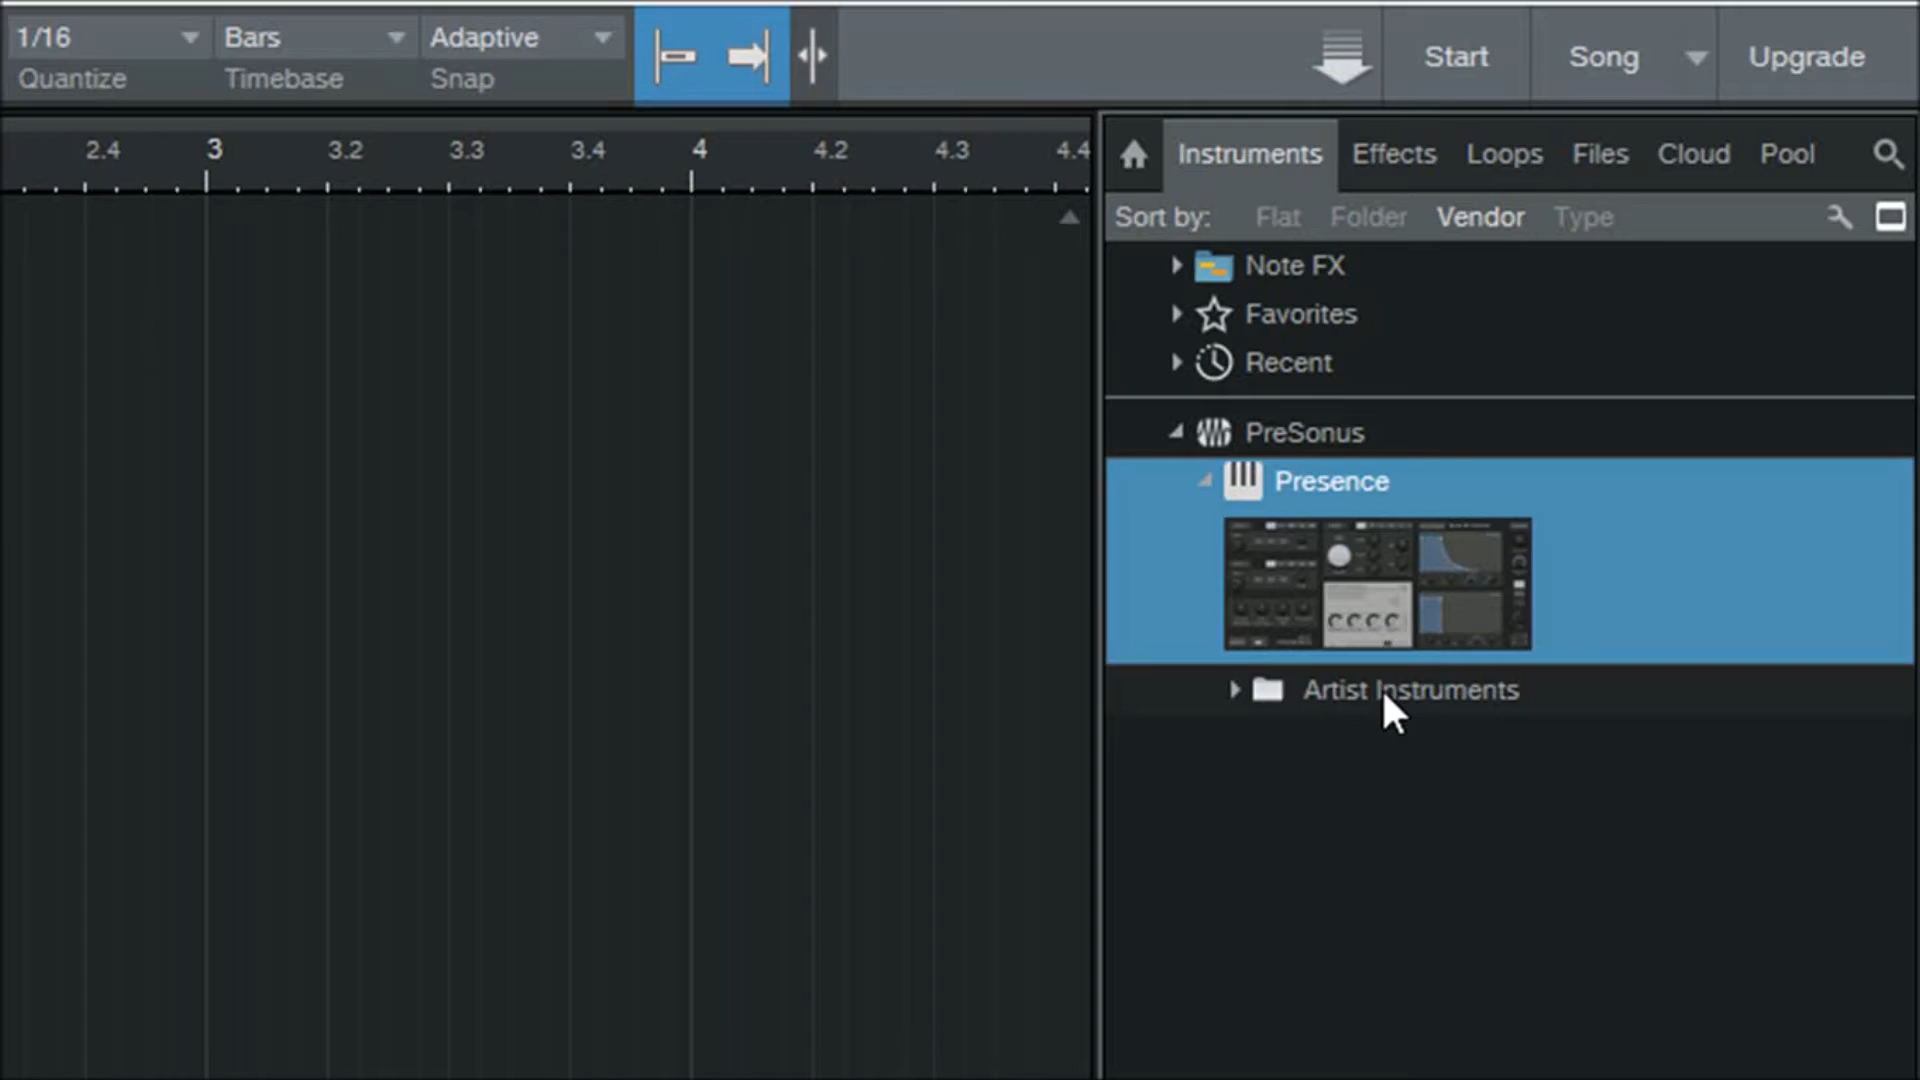 1/16 Bars Adaptive
Quantize Timebase Snap
Start Song Upgrade
2.4 3 3.2 3.3 3.4 4 4.2 4.3 4.4
Instruments Effects Loops Files Cloud Pool
Sort by: Flat Folder Vendor Type
Note FX
Favorites
Recent
PreSonus
Presence
Artist Instruments